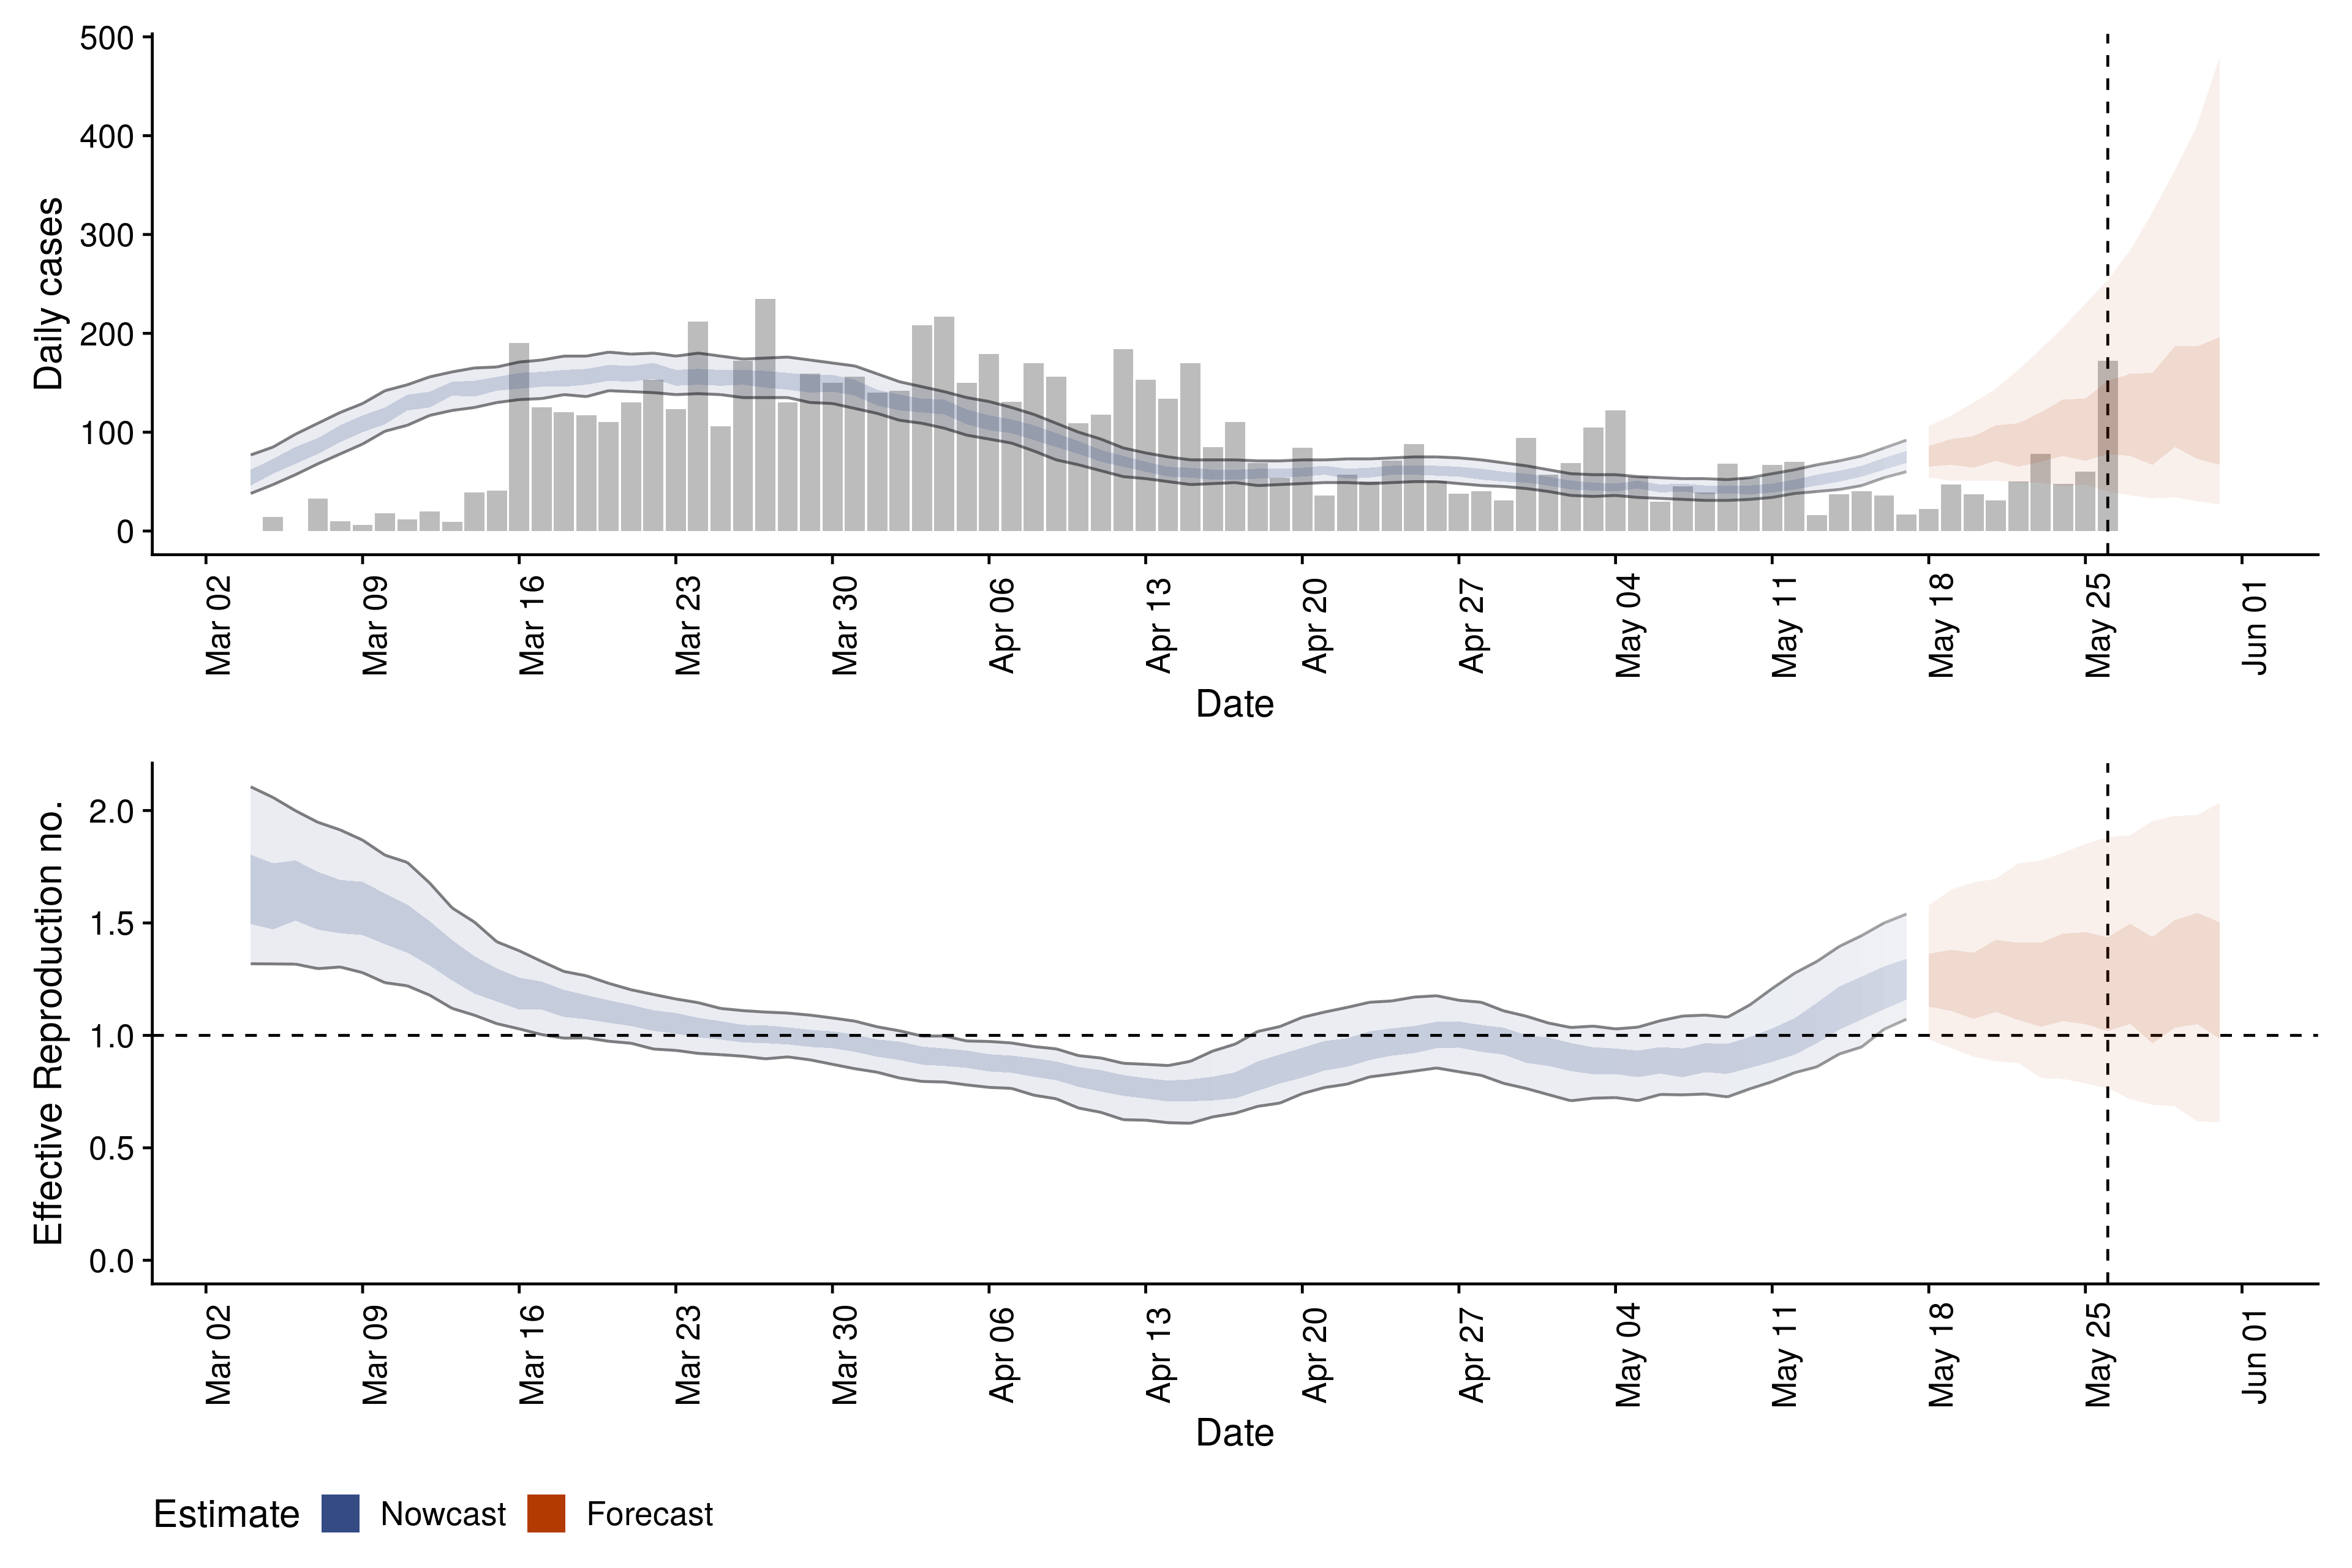 Daily cases
500
400
300
200
100
0
Mar 02
Mar 09
Mar 16
Mar 23
Mar 30
Apr 06
Apr 13
Apr 20
Apr 27
May 04
May 11
May 18
May 25
Jun 01
Date
Effective Reproduction no.
2.0
1.5
1.0
0.5
0.0
Mar 02
Mar 09
Mar 16
Mar 23
Mar 30
Apr 06
Apr 13
Apr 20
Apr 27
May 04
May 11
May 18
May 25
Jun 01
Date
Estimate Nowcast Forecast